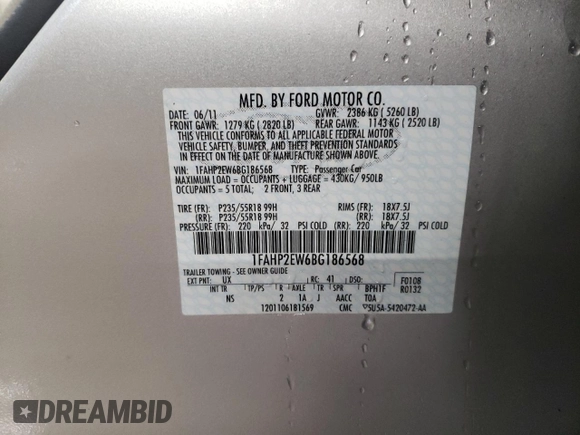 MFD. BY FORD MOTOR CO.
DATE: 06/11 GVWR: 2386 KG ( 5260 LB)
FRONT GAWR: 1279 KG ( 2820 LB) REAR GAWR: 1143 KG ( 2520 LB)
THIS VEHICLE CONFORMS TO ALL APPLICABLE FEDERAL MOTOR
VEHICLE SAFETY, BUMPER, AND THEFT PREVENTION STANDARDS
IN EFFECT ON THE DATE OF MANUFACTURE SHOWN ABOVE.
VIN: 1FAHP2EW6BG186568 TYPE: Passenger Car
MAXIMUM LOAD = OCCUPANTS + LUGGAGE = 430KG/ 950LB
OCCUPANTS = 5 TOTAL; 2 FRONT, 3 REAR
TIRE (FR): P235/55R18 99H RIMS (FR): 18X7.5J
(RR): P235/55R18 99H (RR): 18X7.5J
PRESSURE (FR): 220 kPa/ 32 PSI COLD (RR): 220 kPa/ 32 PSI COLD
1FAHP2EW6BG186568
TRAILER TOWING - SEE OWNER GUIDE
EXT PNT: UX RC: 41 DSO: F0108
INT TR TP/PS R AXLE TR SPR BPH1F R0132
NS 2 1A J AACC TOA
1201106181569 CMC 5U5A-5420472-AA
DREAMBID